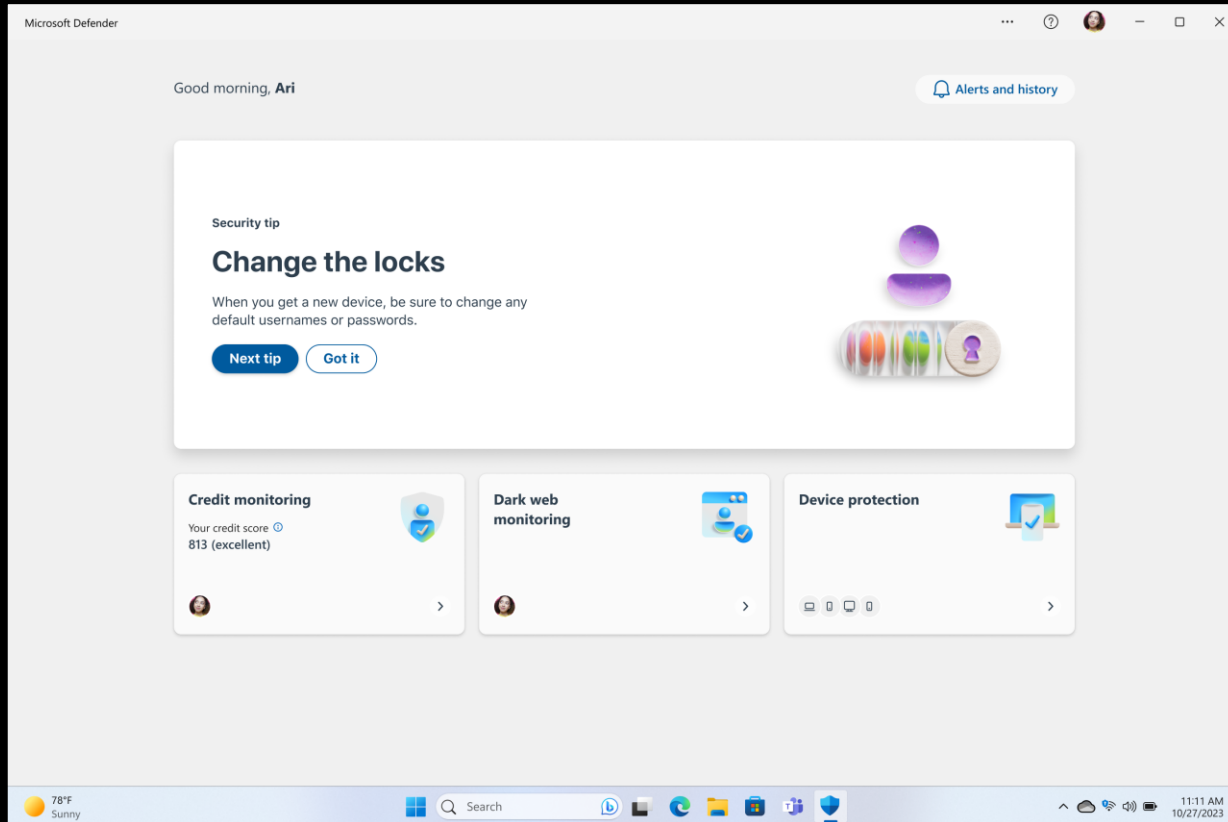 Microsoft Defender
Good morning, Ari
Alerts and history
Security tip
Change the locks
When you get a new device, be sure to change any
default usernames or passwords.
Next tip
Got it
Credit monitoring
Your credit score
813 (excellent)
Dark web
monitoring
Device protection
78°F
Sunny
Search
11:11 AM
10/27/2023